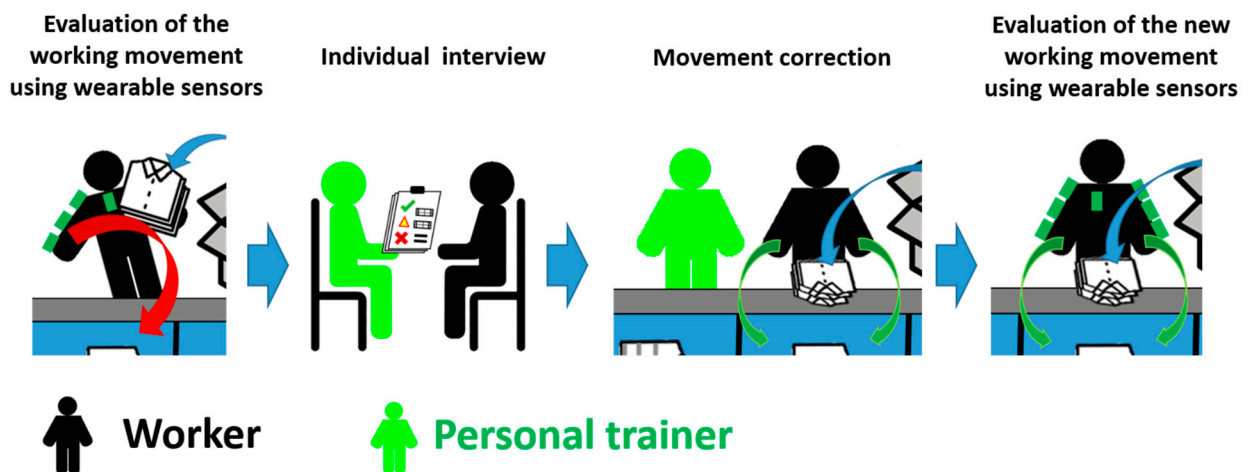 Evaluation of the
working movement
using wearable sensors
Individual interview
Movement correction
Evaluation of the new
working movement
using wearable sensors
Worker
Personal trainer